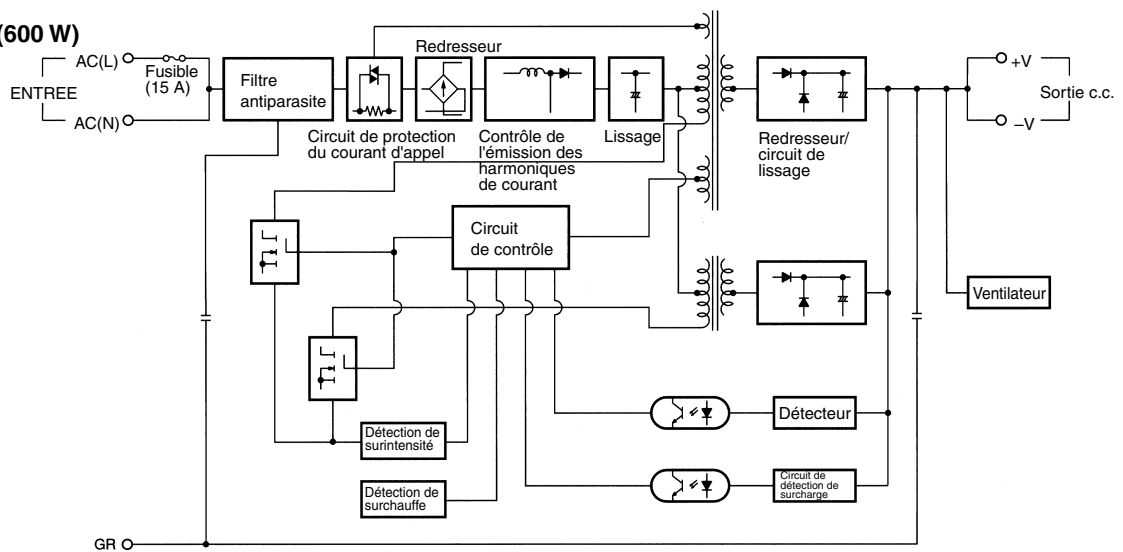 (600 W)
AC(L)
Fusible
(15 A)
ENTREE
AC(N)
Filtre
antiparasite
Circuit de protection
du courant d'appel
Redresseur
Contrôle de
l'émission des
harmoniques
de courant
Lissage
Redresseur/
circuit de
lissage
+V
Sortie c.c.
–V
Circuit
de contrôle
Ventilateur
Détecteur
Détection de
surintensité
Circuit de
détection de
surcharge
Détection de
surchauffe
GR